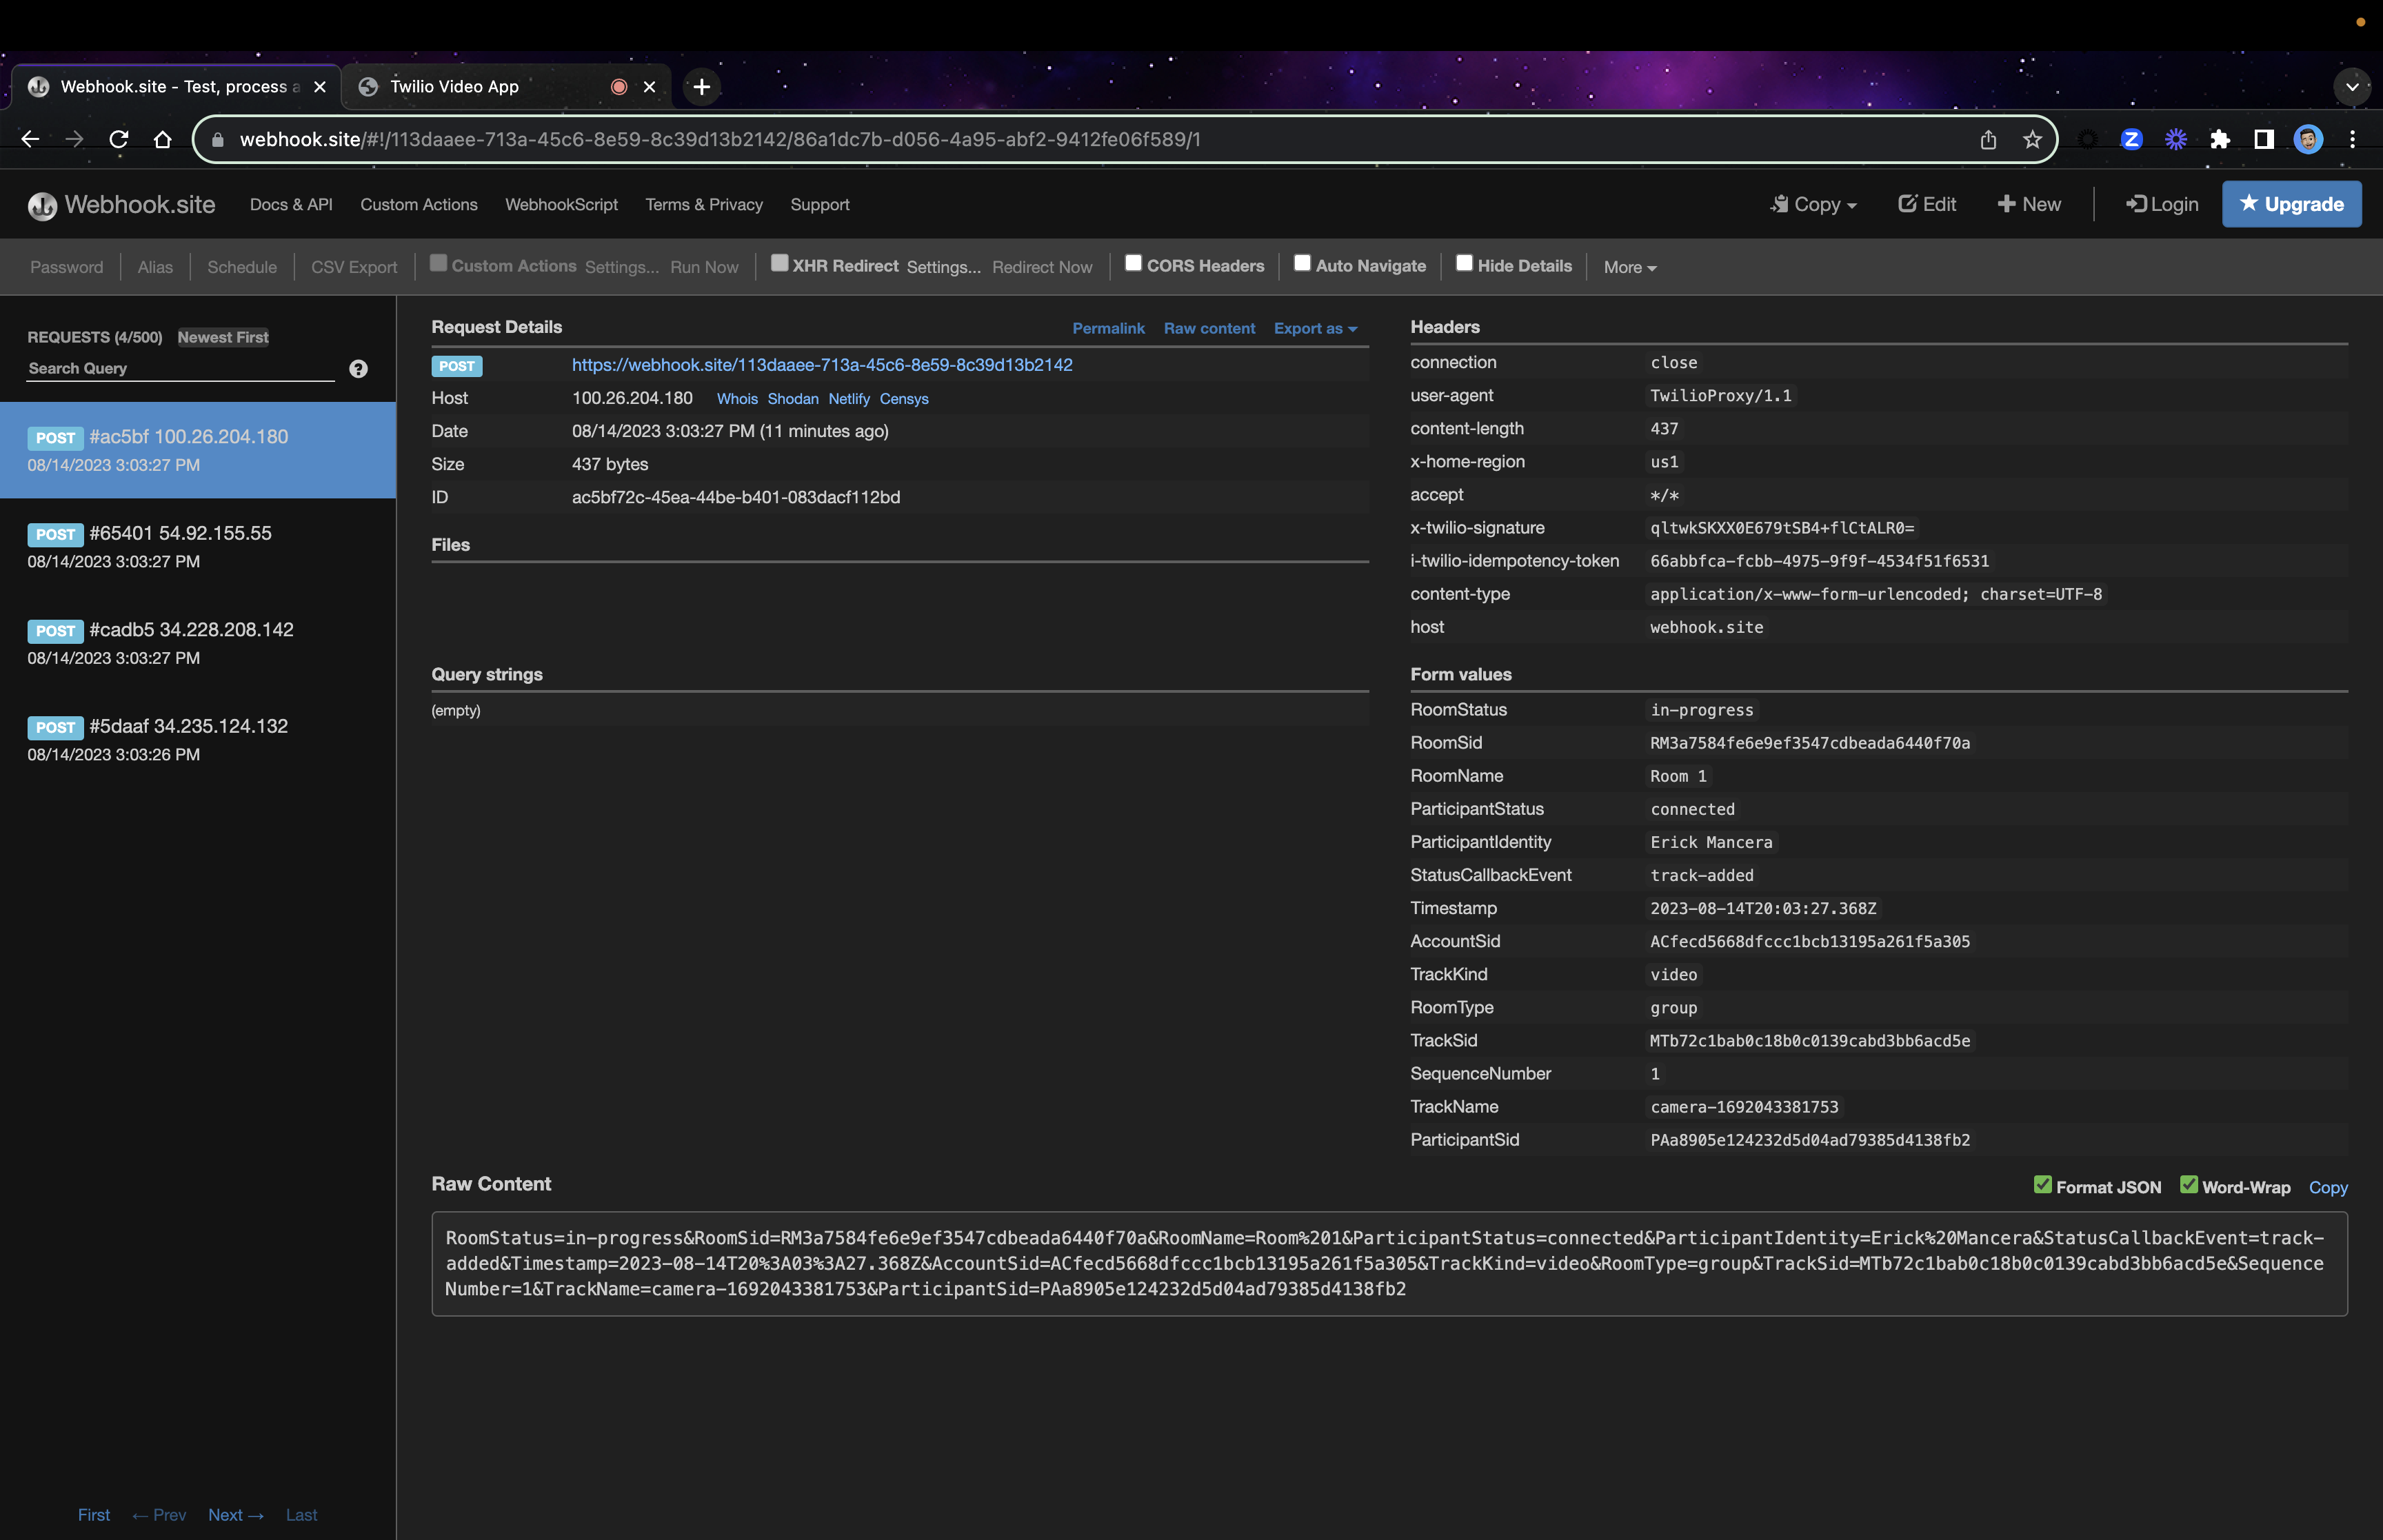 Webhook.site - Test, process a
Twilio Video App
webhook.site/#!/113daaee-713a-45c6-8e59-8c39d13b2142/86a1dc7b-d056-4a95-abf2-9412fe06f589/1
Webhook.site Docs & API Custom Actions WebhookScript Terms & Privacy Support Copy Edit New Login Upgrade
Password Alias Schedule CSV Export Custom Actions Settings... Run Now XHR Redirect Settings... Redirect Now CORS Headers Auto Navigate Hide Details More
REQUESTS (4/500) Newest First
Search Query
POST #ac5bf 100.26.204.180
08/14/2023 3:03:27 PM
POST #65401 54.92.155.55
08/14/2023 3:03:27 PM
POST #cadb5 34.228.208.142
08/14/2023 3:03:27 PM
POST #5daaf 34.235.124.132
08/14/2023 3:03:26 PM
First ← Prev Next → Last
Request Details Permalink Raw content Export as
POST https://webhook.site/113daaee-713a-45c6-8e59-8c39d13b2142
Host 100.26.204.180 Whois Shodan Netlify Censys
Date 08/14/2023 3:03:27 PM (11 minutes ago)
Size 437 bytes
ID ac5bf72c-45ea-44be-b401-083dacf112bd
Files
Query strings
(empty)
Headers
connection close
user-agent TwilioProxy/1.1
content-length 437
x-home-region us1
accept */*
x-twilio-signature qltwkSKXX0E679tSB4+flCtALR0=
i-twilio-idempotency-token 66abbfca-fcbb-4975-9f9f-4534f51f6531
content-type application/x-www-form-urlencoded; charset=UTF-8
host webhook.site
Form values
RoomStatus in-progress
RoomSid RM3a7584fe6e9ef3547cdbeada6440f70a
RoomName Room 1
ParticipantStatus connected
ParticipantIdentity Erick Mancera
StatusCallbackEvent track-added
Timestamp 2023-08-14T20:03:27.368Z
AccountSid ACfecd5668dfccc1bcb13195a261f5a305
TrackKind video
RoomType group
TrackSid MTb72c1bab0c18b0c0139cabd3bb6acd5e
SequenceNumber 1
TrackName camera-1692043381753
ParticipantSid PAa8905e124232d5d04ad79385d4138fb2
Raw Content Format JSON Word-Wrap Copy
RoomStatus=in-progress&RoomSid=RM3a7584fe6e9ef3547cdbeada6440f70a&RoomName=Room%201&ParticipantStatus=connected&ParticipantIdentity=Erick%20Mancera&StatusCallbackEvent=track-
added&Timestamp=2023-08-14T20%3A03%3A27.368Z&AccountSid=ACfecd5668dfccc1bcb13195a261f5a305&TrackKind=video&RoomType=group&TrackSid=MTb72c1bab0c18b0c0139cabd3bb6acd5e&Sequence
Number=1&TrackName=camera-1692043381753&ParticipantSid=PAa8905e124232d5d04ad79385d4138fb2